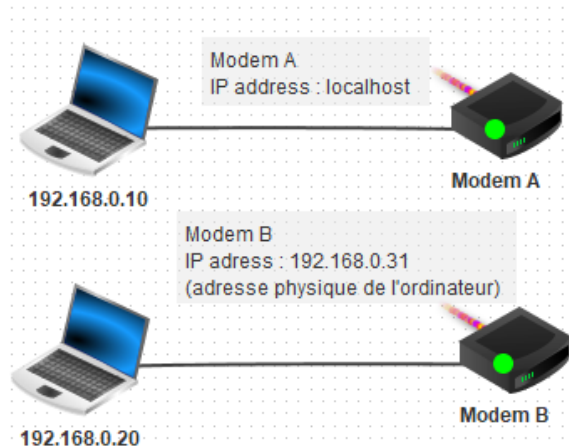 Modem A
IP address : localhost
Modem A
192.168.0.10
Modem B
IP adress : 192.168.0.31
(adresse physique de l'ordinateur)
Modem B
192.168.0.20